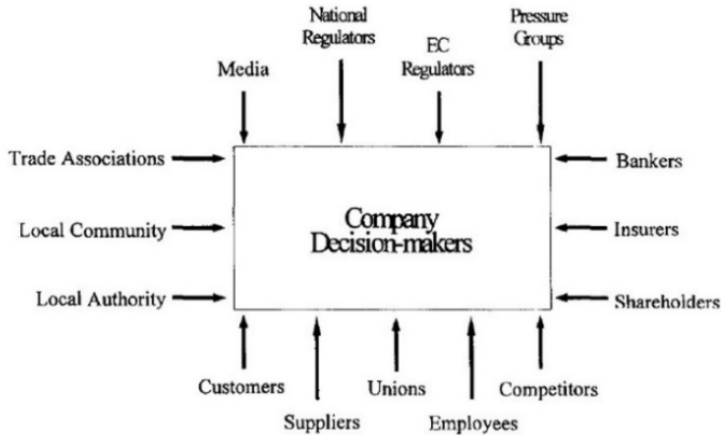 National
Regulators
Pressure
Groups
EC
Regulators
Media
Trade Associations
Bankers
Company
Decision-makers
Local Community
Insurers
Local Authority
Shareholders
Customers
Unions
Competitors
Suppliers
Employees